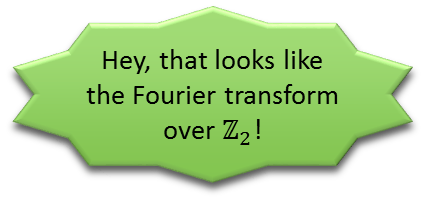 Hey, that looks like
the Fourier transform
over ℤ₂!